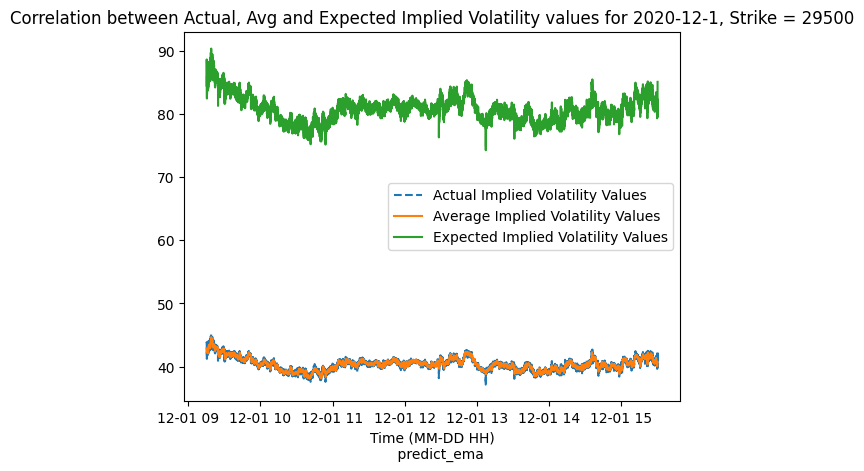 Correlation between Actual, Avg and Expected Implied Volatility values for 2020-12-1, Strike = 29500
90
80
70
60
50
40
Actual Implied Volatility Values
Average Implied Volatility Values
Expected Implied Volatility Values
12-01 09 12-01 10 12-01 11 12-01 12 12-01 13 12-01 14 12-01 15
Time (MM-DD HH)
predict_ema